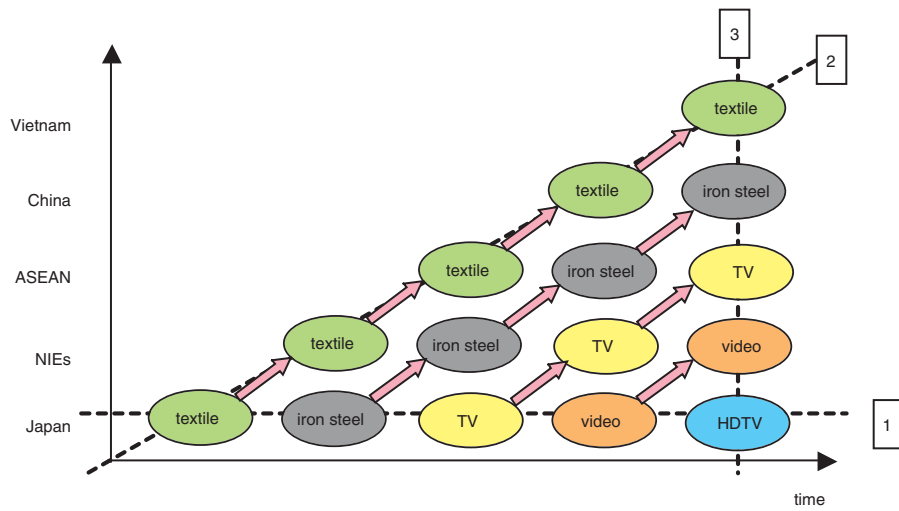 3
2
textile
Vietnam
China
textile
iron steel
ASEAN
textile
iron steel
TV
NIEs
textile
iron steel
TV
video
Japan
textile
iron steel
TV
video
HDTV
1
time